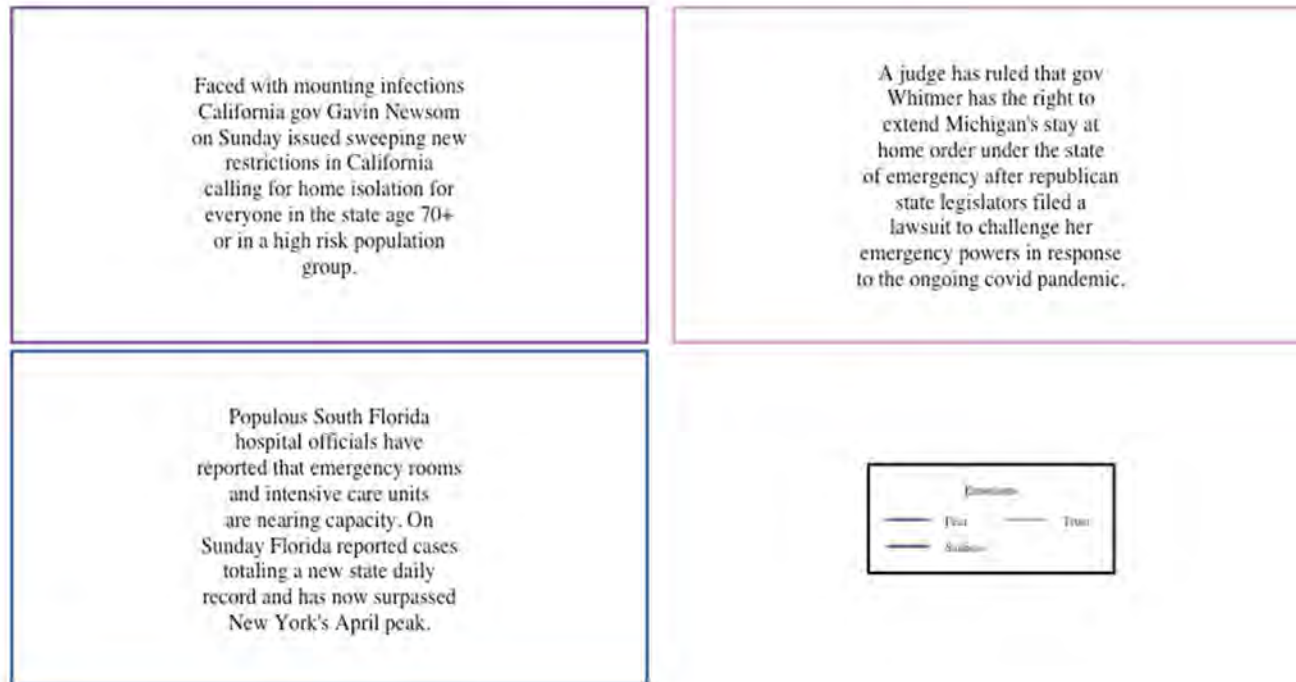 Faced with mounting infections
California gov Gavin Newsom
on Sunday issued sweeping new
restrictions in California
calling for home isolation for
everyone in the state age 70+
or in a high risk population
group.
A judge has ruled that gov
Whitmer has the right to
extend Michigan's stay at
home order under the state
of emergency after republican
state legislators filed a
lawsuit to challenge her
emergency powers in response
to the ongoing covid pandemic.
Populous South Florida
hospital officials have
reported that emergency rooms
and intensive care units
are nearing capacity. On
Sunday Florida reported cases
totaling a new state daily
record and has now surpassed
New York's April peak.
Emotions
Fear
Trust
Sadness